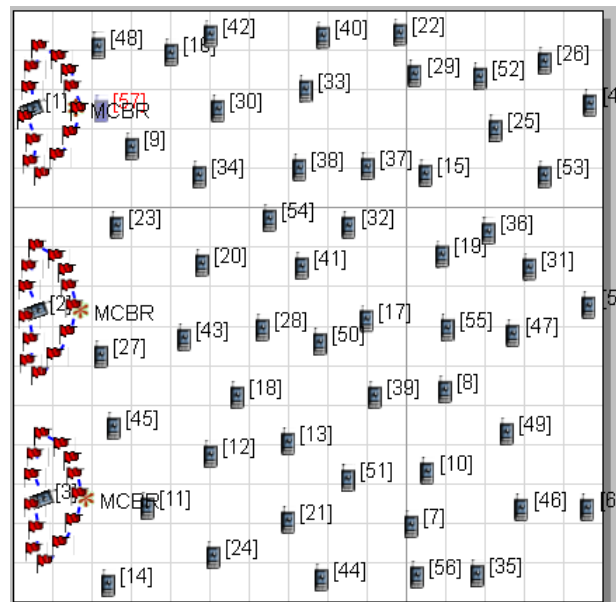 [48] [16] [42] [40] [22]
[33] [29] [52] [26]
[1] MCBR [57] [30] [25] [4
[9] [34] [38] [37] [15] [53]
[23] [54] [32] [36]
[20] [41] [19] [31]
[2] MCBR [43] [28] [50] [17] [55] [47] [5
[27] [18] [39] [8]
[45] [12] [13] [49]
[51] [10]
[3] MCBR [11] [21] [7] [46] [6
[14] [24] [44] [56] [35]